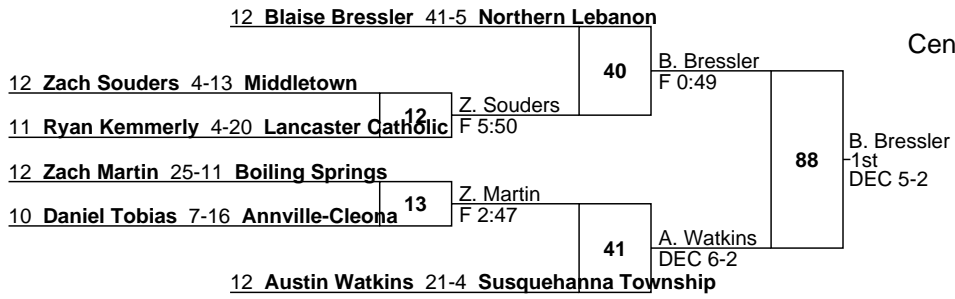 12 Blaise Bressler 41-5 Northern Lebanon
Cen
40
B. Bressler
F 0:49
12 Zach Souders 4-13 Middletown
12
Z. Souders
F 5:50
11 Ryan Kemmerly 4-20 Lancaster Catholic
88
B. Bressler
1st
DEC 5-2
12 Zach Martin 25-11 Boiling Springs
13
Z. Martin
F 2:47
10 Daniel Tobias 7-16 Annville-Cleona
41
A. Watkins
DEC 6-2
12 Austin Watkins 21-4 Susquehanna Township